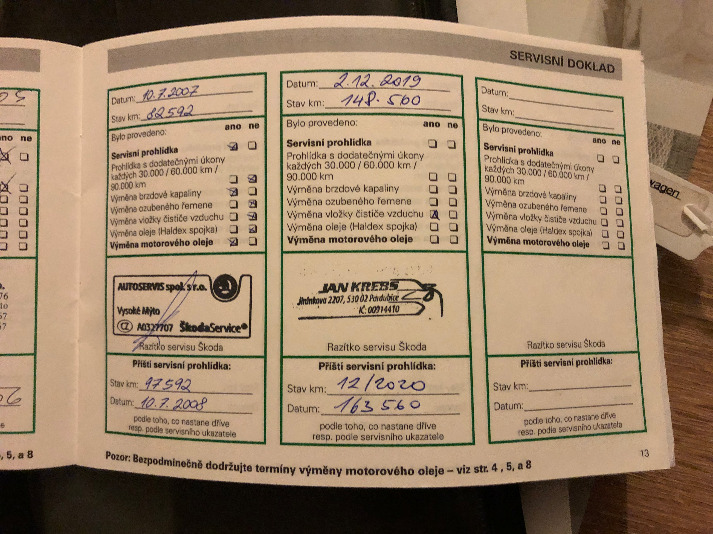 SERVISNÍ DOKLAD
ano ne
Datum: 10.7.2007
Stav km: 82592
ano ne
Servisní prohlídka
Prohlídka s dodatečnými úkony
každých 30.000 / 60.000 km /
90.000 km
Výměna brzdové kapaliny
Výměna ozubeného řemene
Výměna vložky čističe vzduchu
Výměna oleje (Haldex spojka)
Výměna motorového oleje
AUTOSERVIS spol. s r.o.
Vysoké Mýto
A0327707 ŠkodaService®
Razítko servisu Škoda
Příští servisní prohlídka:
Stav km: 97592
Datum: 10.7.2008
podle toho, co nastane dříve
resp. podle servisního ukazatele
Datum: 2.12.2019
Stav km: 148.560
Bylo provedeno: ano ne
Servisní prohlídka
Prohlídka s dodatečnými úkony
každých 30.000 / 60.000 km /
90.000 km
Výměna brzdové kapaliny
Výměna ozubeného řemene
Výměna vložky čističe vzduchu
Výměna oleje (Haldex spojka)
Výměna motorového oleje
JAN KREBS
2207, 530 02 Pardubice
IČ: 00914410
Razítko servisu Škoda
Příští servisní prohlídka:
Stav km: 12/2020
Datum: 163 560
podle toho, co nastane dříve
resp. podle servisního ukazatele
Datum:
Stav km:
Bylo provedeno: ano ne
Servisní prohlídka
Prohlídka s dodatečnými úkony
každých 30.000 / 60.000 km /
90.000 km
Výměna brzdové kapaliny
Výměna ozubeného řemene
Výměna vložky čističe vzduchu
Výměna oleje (Haldex spojka)
Výměna motorového oleje
Razítko servisu Škoda
Příští servisní prohlídka:
Stav km:
Datum:
podle toho, co nastane dříve
resp. podle servisního ukazatele
, 5, a 8
Pozor: Bezpodmínečně dodržujte termíny výměny motorového oleje – viz str. 4 , 5, a 8
13
wagen